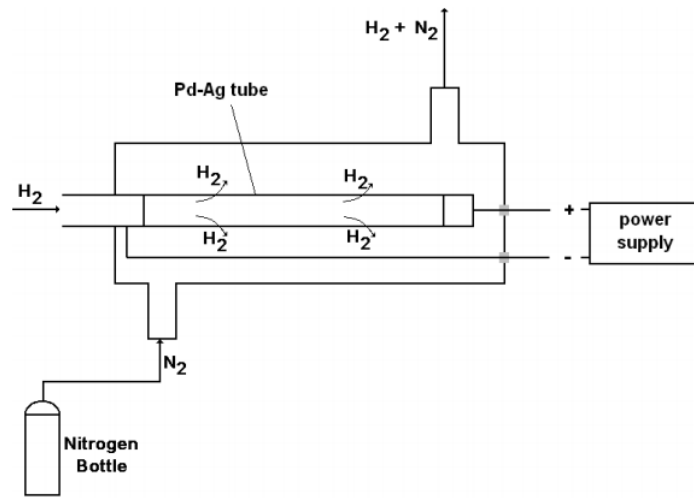 H2 + N2
Pd-Ag tube
H2
H2
H2
H2
H2
+
power
supply
-
N2
Nitrogen
Bottle